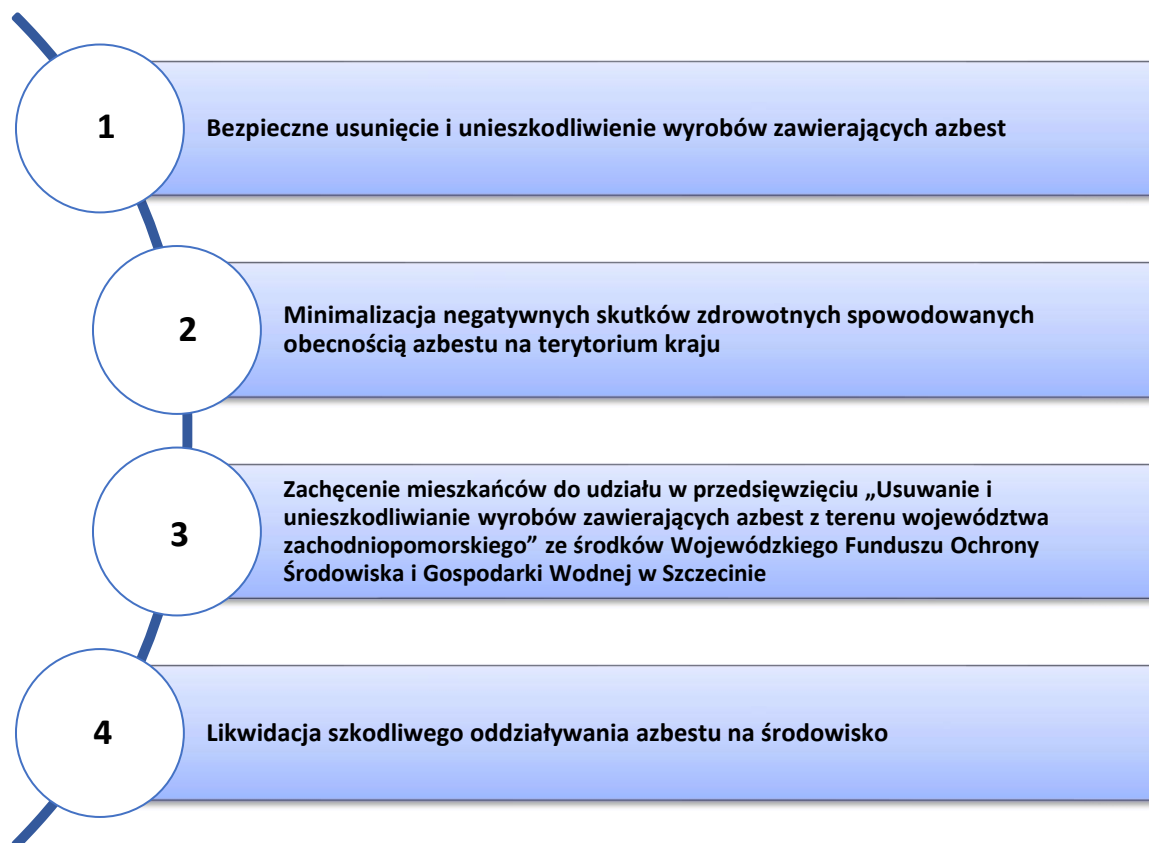 1
Bezpieczne usunięcie i unieszkodliwienie wyrobów zawierających azbest
2
Minimalizacja negatywnych skutków zdrowotnych spowodowanych
obecnością azbestu na terytorium kraju
3
Zachęcenie mieszkańców do udziału w przedsięwzięciu „Usuwanie i
unieszkodliwianie wyrobów zawierających azbest z terenu województwa
zachodniopomorskiego” ze środków Wojewódzkiego Funduszu Ochrony
Środowiska i Gospodarki Wodnej w Szczecinie
4
Likwidacja szkodliwego oddziaływania azbestu na środowisko